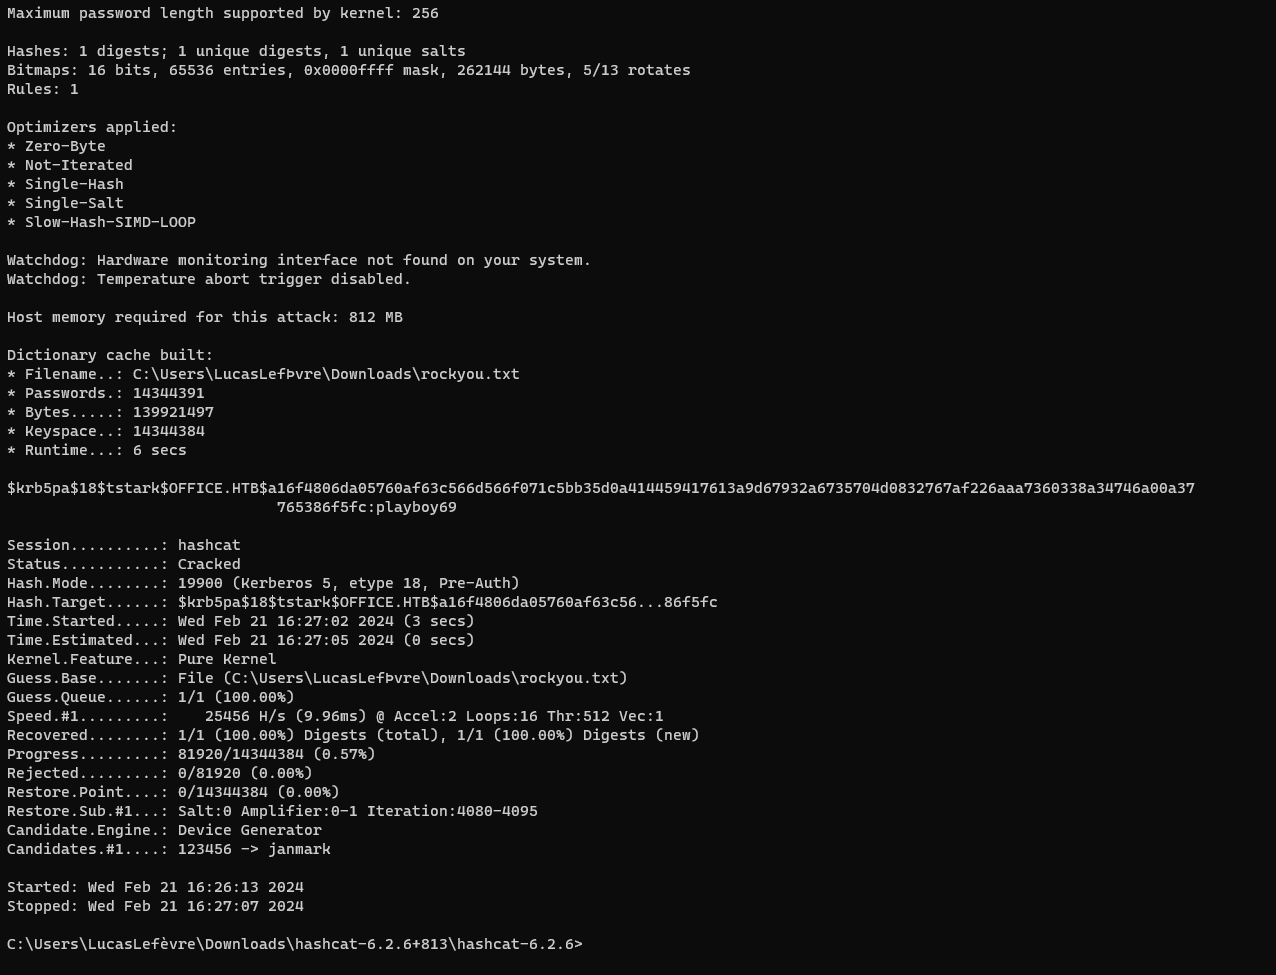 Maximum password length supported by kernel: 256
Hashes: 1 digests; 1 unique digests, 1 unique salts
Bitmaps: 16 bits, 65536 entries, 0x0000ffff mask, 262144 bytes, 5/13 rotates
Rules: 1
Optimizers applied:
* Zero-Byte
* Not-Iterated
* Single-Hash
* Single-Salt
* Slow-Hash-SIMD-LOOP
Watchdog: Hardware monitoring interface not found on your system.
Watchdog: Temperature abort trigger disabled.
Host memory required for this attack: 812 MB
Dictionary cache built:
* Filename..: C:\Users\LucasLefÞvre\Downloads\rockyou.txt
* Passwords.: 14344391
* Bytes.....: 139921497
* Keyspace..: 14344384
* Runtime...: 6 secs
$krb5pa$18$tstark$OFFICE.HTB$a16f4806da05760af63c566d566f071c5bb35d0a414459417613a9d67932a6735704d0832767af226aaa7360338a34746a00a37
765386f5fc:playboy69
Session..........: hashcat
Status...........: Cracked
Hash.Mode........: 19900 (Kerberos 5, etype 18, Pre-Auth)
Hash.Target......: $krb5pa$18$tstark$OFFICE.HTB$a16f4806da05760af63c56...86f5fc
Time.Started.....: Wed Feb 21 16:27:02 2024 (3 secs)
Time.Estimated...: Wed Feb 21 16:27:05 2024 (0 secs)
Kernel.Feature...: Pure Kernel
Guess.Base.......: File (C:\Users\LucasLefÞvre\Downloads\rockyou.txt)
Guess.Queue......: 1/1 (100.00%)
Speed.#1.........:    25456 H/s (9.96ms) @ Accel:2 Loops:16 Thr:512 Vec:1
Recovered........: 1/1 (100.00%) Digests (total), 1/1 (100.00%) Digests (new)
Progress.........: 81920/14344384 (0.57%)
Rejected.........: 0/81920 (0.00%)
Restore.Point....: 0/14344384 (0.00%)
Restore.Sub.#1...: Salt:0 Amplifier:0-1 Iteration:4080-4095
Candidate.Engine.: Device Generator
Candidates.#1....: 123456 -> janmark
Started: Wed Feb 21 16:26:13 2024
Stopped: Wed Feb 21 16:27:07 2024
C:\Users\LucasLefèvre\Downloads\hashcat-6.2.6+813\hashcat-6.2.6>